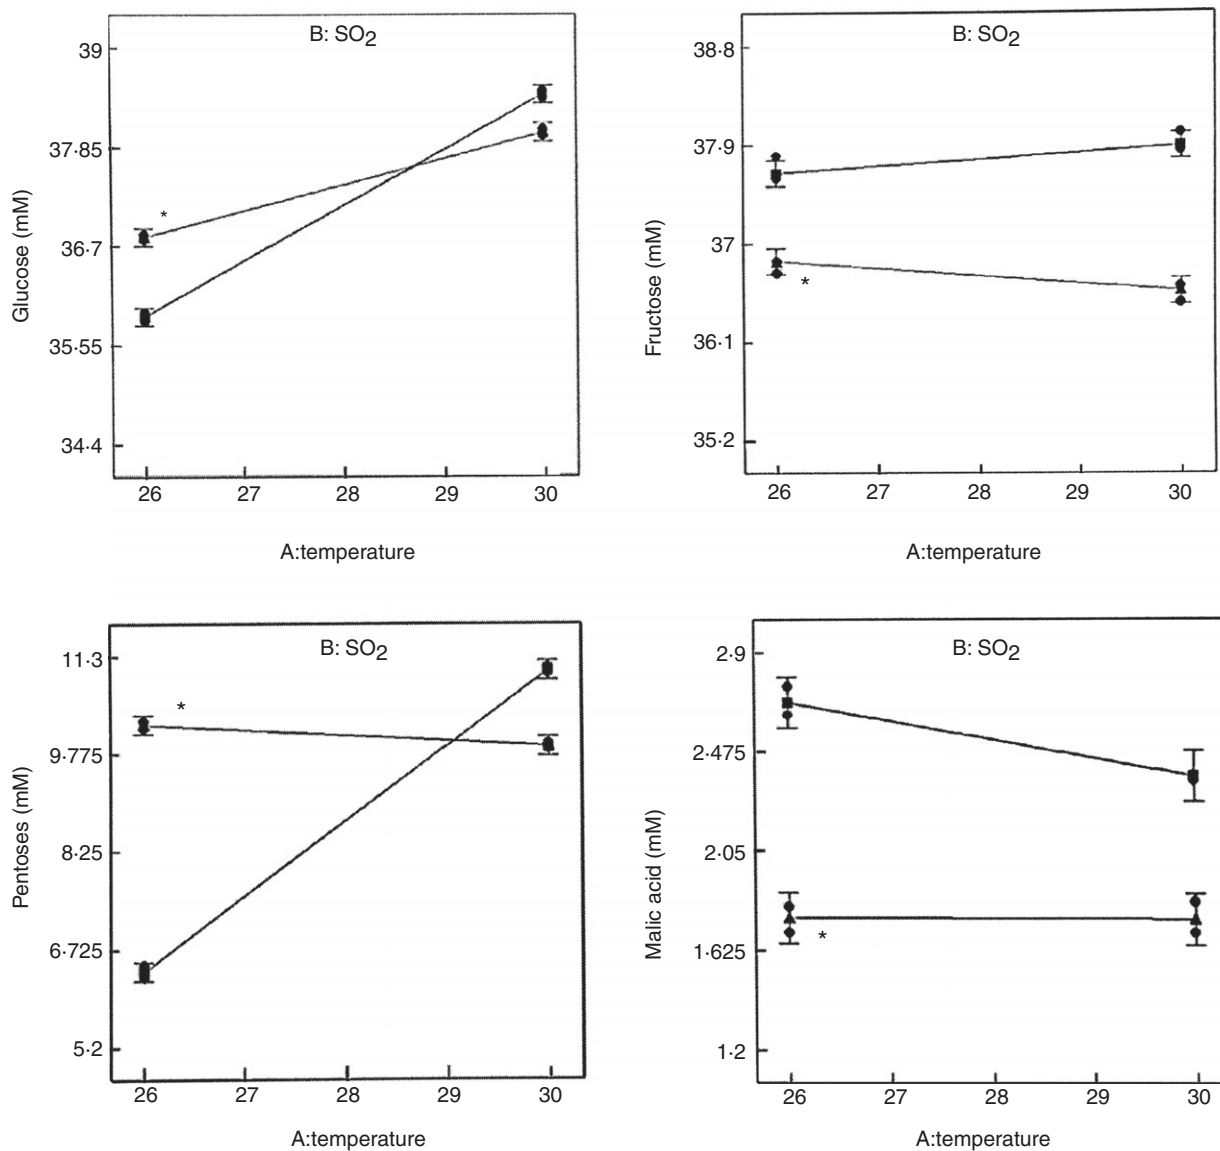 B: SO2
39
37·85
36·7
35·55
34·4
*
Glucose (mM)
26 27 28 29 30
A:temperature
B: SO2
38·8
37·9
37
36·1
35·2
*
Fructose (mM)
26 27 28 29 30
A:temperature
B: SO2
11·3
9·775
8·25
6·725
5·2
*
Pentoses (mM)
26 27 28 29 30
A:temperature
B: SO2
2·9
2·475
2·05
1·625
1·2
*
Malic acid (mM)
26 27 28 29 30
A:temperature